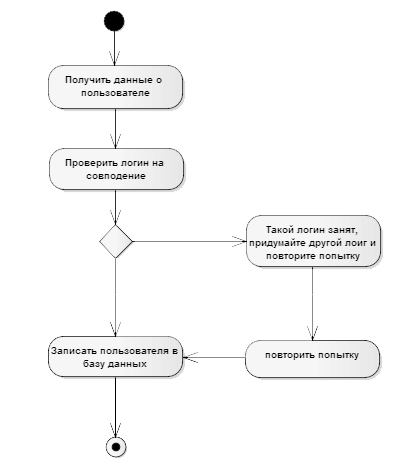 Получить данные о
пользователе
Проверить логин на
совподение
Такой логин занят,
придумайте другой лоиг и
повторите попытку
Записать пользователя в
базу данных
повторить попытку